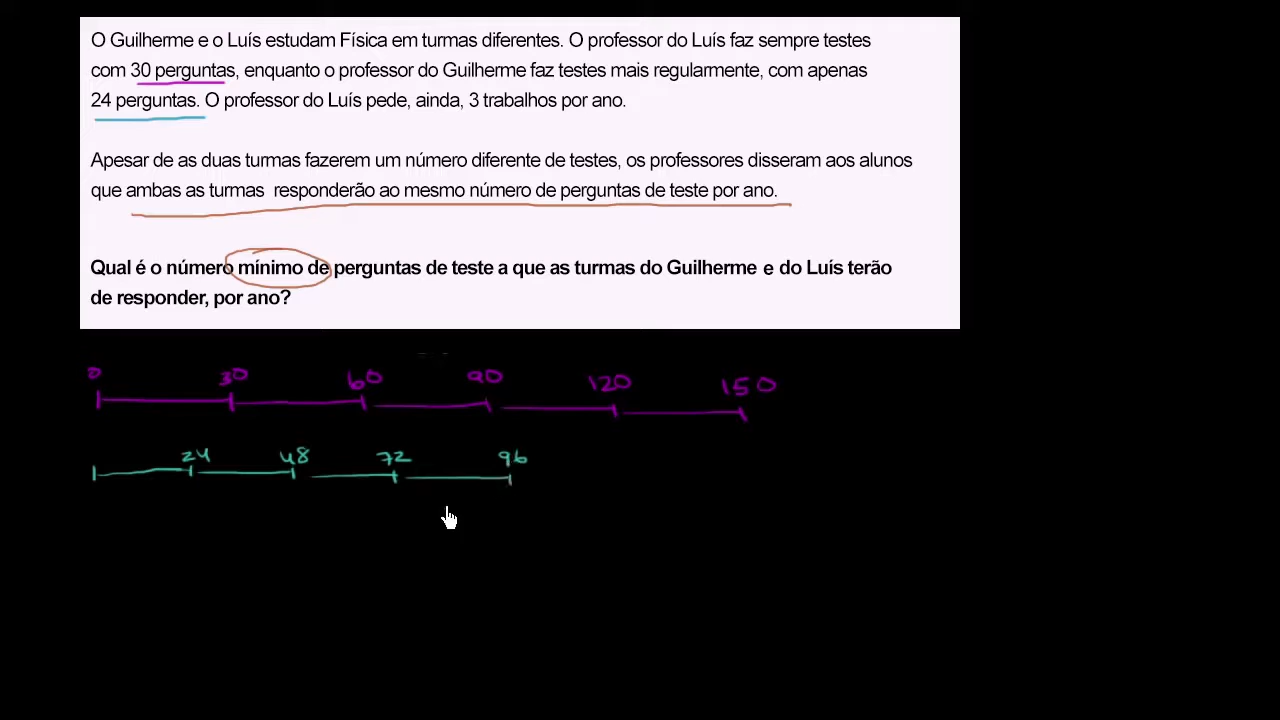 O Guilherme e o Luís estudam Física em turmas diferentes. O professor do Luís faz sempre testes
com 30 perguntas, enquanto o professor do Guilherme faz testes mais regularmente, com apenas
24 perguntas. O professor do Luís pede, ainda, 3 trabalhos por ano.
Apesar de as duas turmas fazerem um número diferente de testes, os professores disseram aos alunos
que ambas as turmas responderão ao mesmo número de perguntas de teste por ano.
Qual é o número mínimo de perguntas de teste a que as turmas do Guilherme e do Luís terão
de responder, por ano?
0 30 60 90 120 150
24 48 72 96